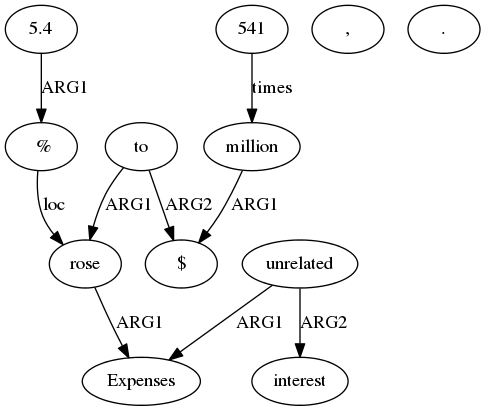 5.4 541 , .
ARG1 times
% to million
loc ARG1 ARG2 ARG1
rose $ unrelated
ARG1 ARG1 ARG2
Expenses interest